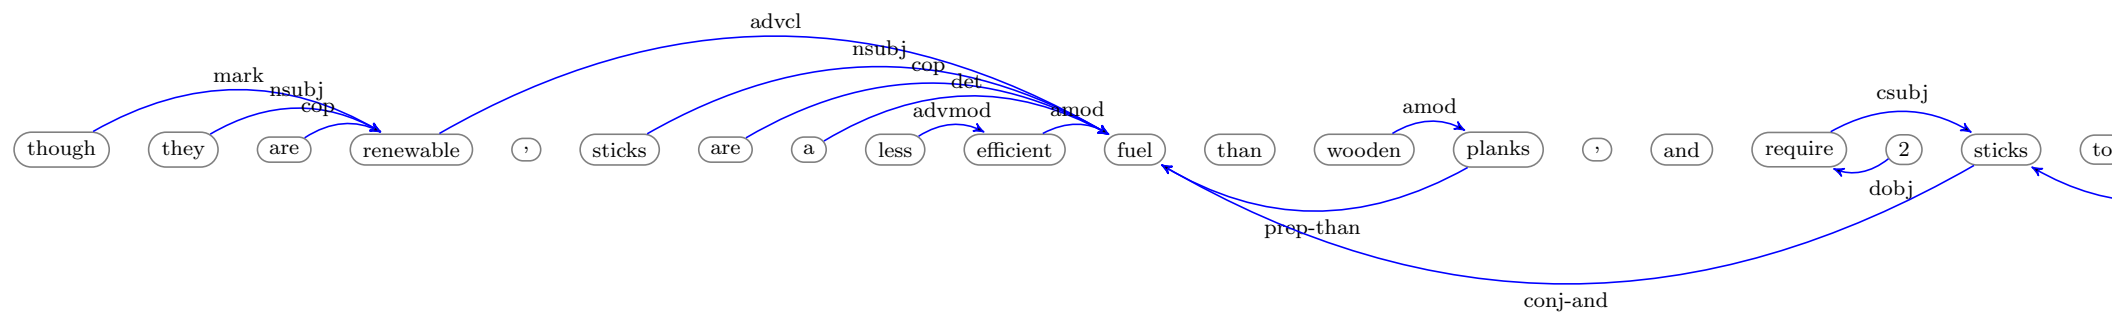 advcl
nsubj
cop
mark
det
nsubj
cop
advmod
amod
amod
csubj
though they are renewable , sticks are a less efficient fuel than wooden planks , and require 2 sticks to
dobj
prep-than
conj-and